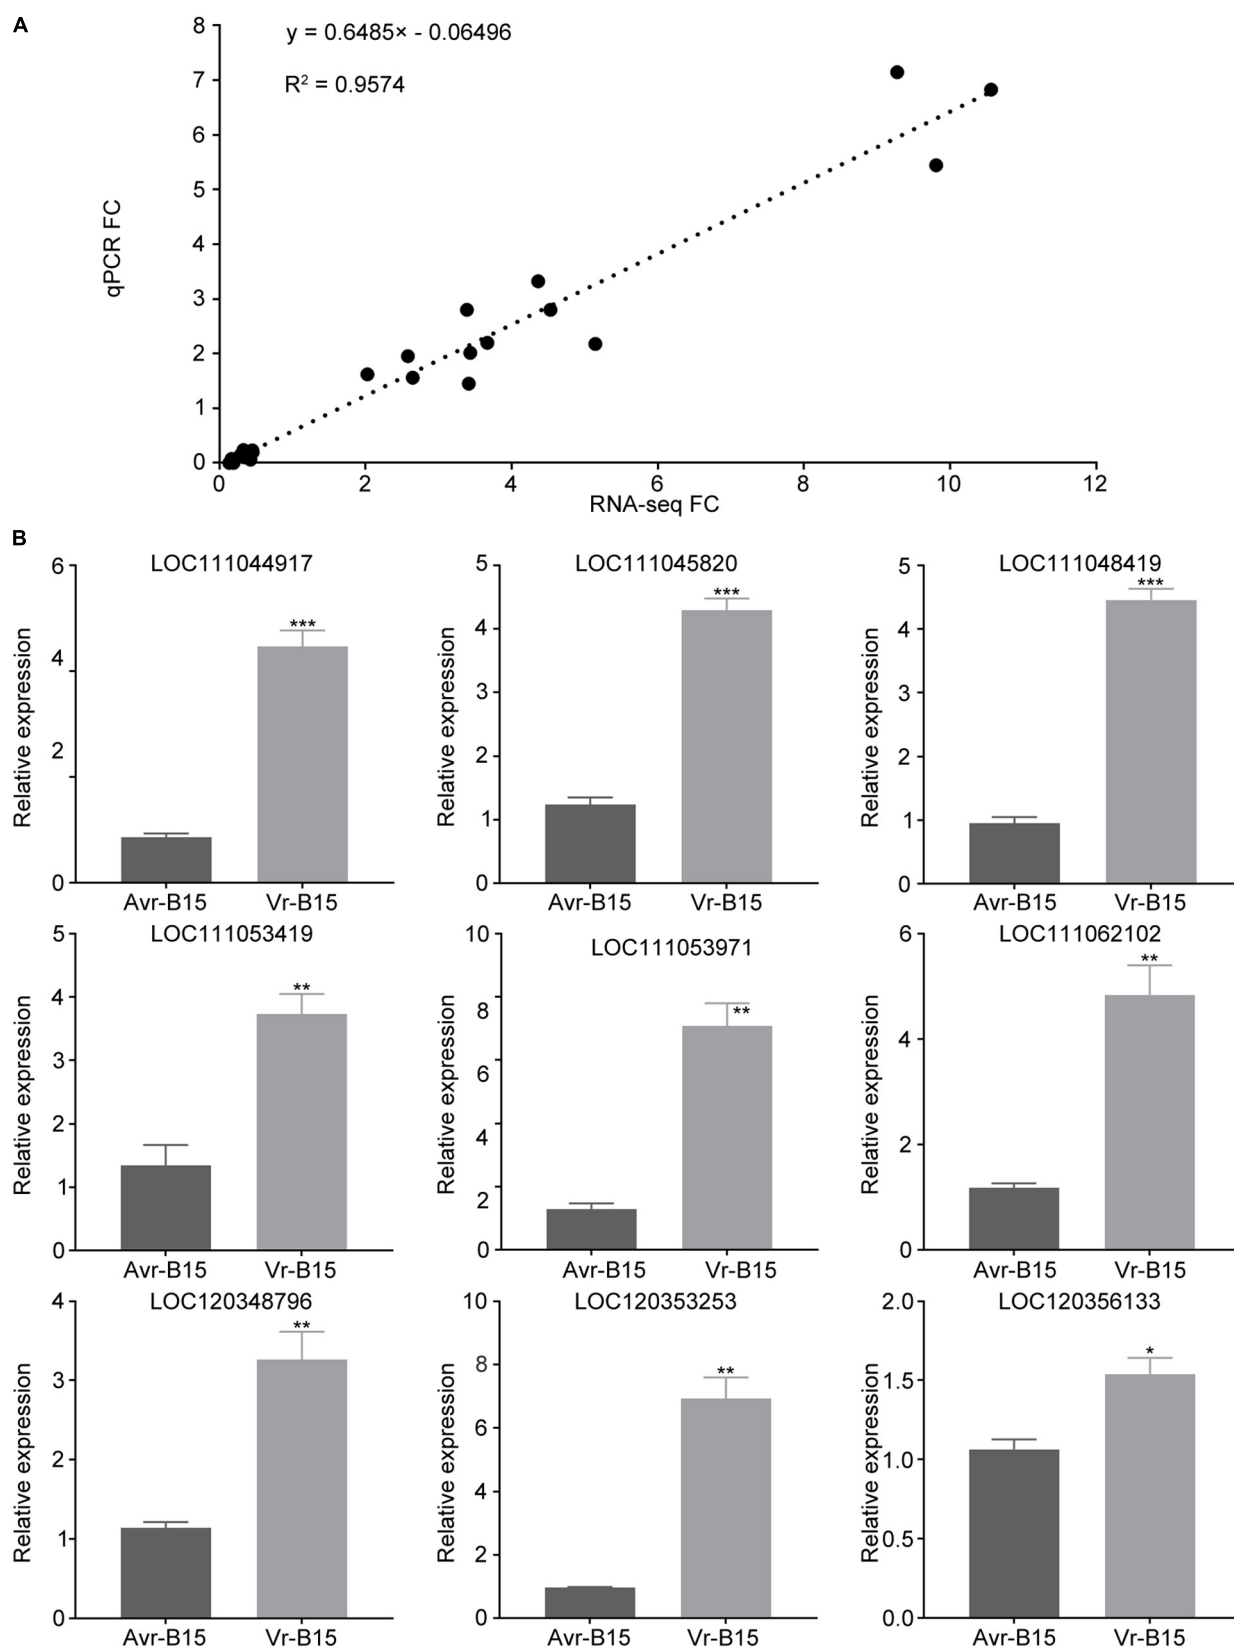 A
y = 0.6485× - 0.06496
R² = 0.9574
8
7
6
5
4
3
2
1
0
qPCR FC
0 2 4 6 8 10 12
RNA-seq FC
B
LOC111044917
6
4
2
0
Relative expression
***
Avr-B15 Vr-B15
LOC111045820
5
4
3
2
1
0
Relative expression
***
Avr-B15 Vr-B15
LOC111048419
5
4
3
2
1
0
Relative expression
***
Avr-B15 Vr-B15
LOC111053419
5
4
3
2
1
0
Relative expression
**
Avr-B15 Vr-B15
LOC111053971
10
8
6
4
2
0
Relative expression
**
Avr-B15 Vr-B15
LOC111062102
6
4
2
0
Relative expression
**
Avr-B15 Vr-B15
LOC120348796
4
3
2
1
0
Relative expression
**
Avr-B15 Vr-B15
LOC120353253
10
8
6
4
2
0
Relative expression
**
Avr-B15 Vr-B15
LOC120356133
2.0
1.5
1.0
0.5
0.0
Relative expression
*
Avr-B15 Vr-B15